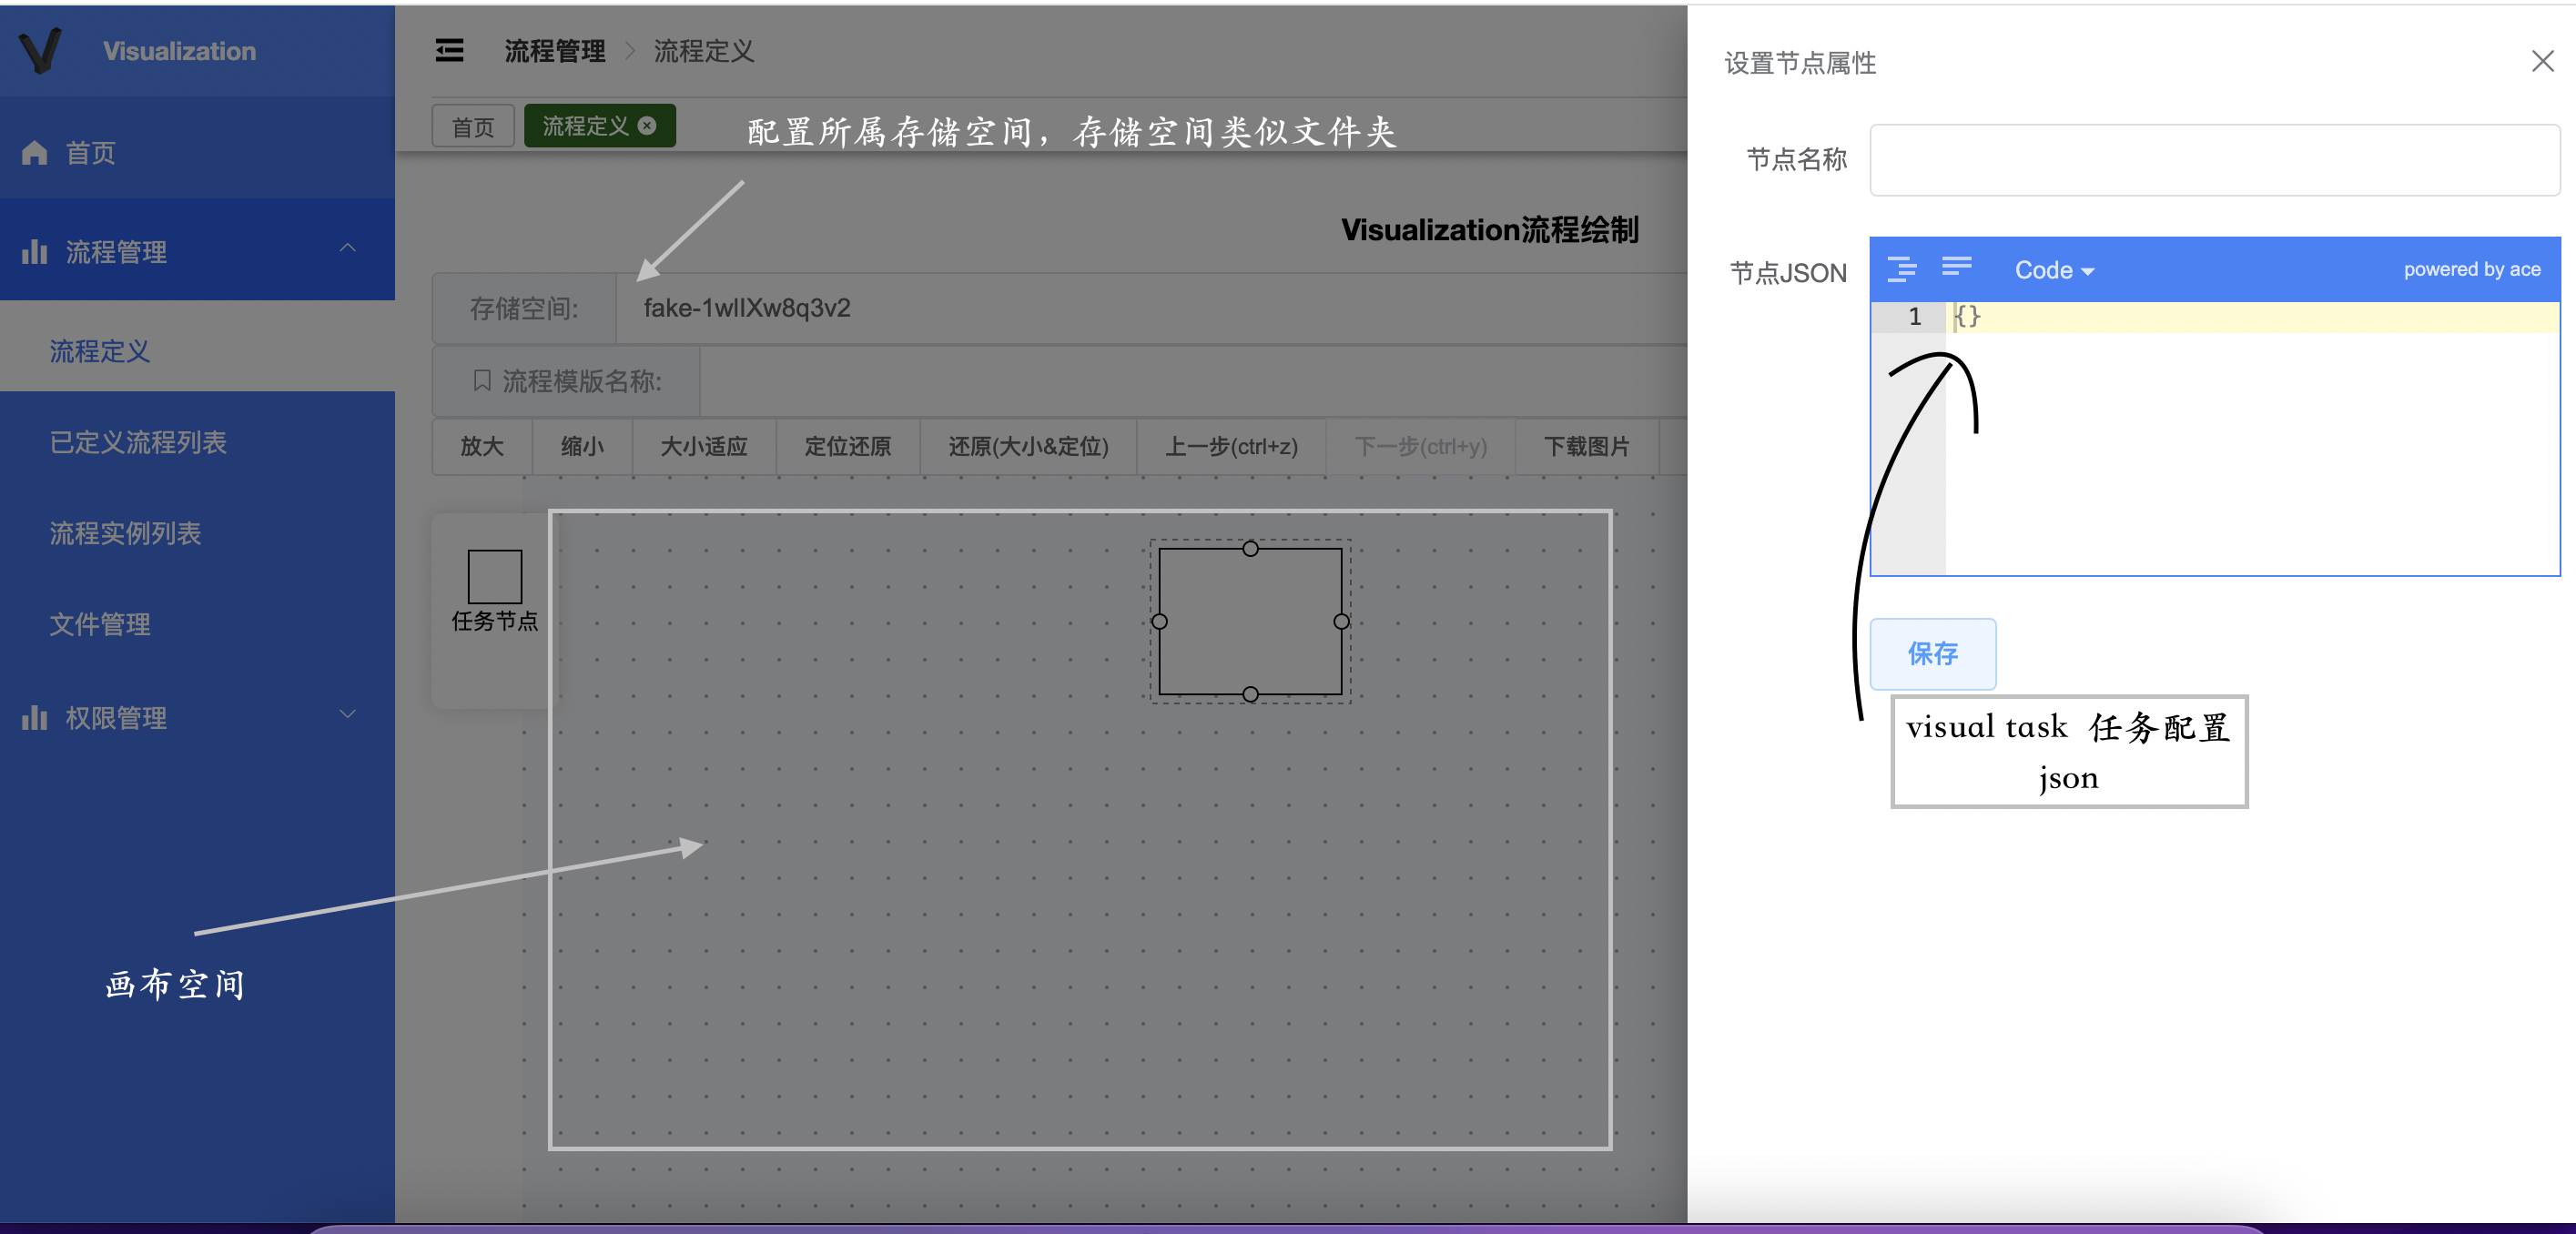 Visualization
首页
流程管理
流程定义
已定义流程列表
流程实例列表
文件管理
权限管理
画布空间
流程管理 > 流程定义
首页 流程定义
配置所属存储空间，存储空间类似文件夹
Visualization流程绘制
存储空间: fake-1wllXw8q3v2
流程模版名称:
放大 缩小 大小适应 定位还原 还原(大小&定位) 上一步(ctrl+z) 下一步(ctrl+y) 下载图片
任务节点
设置节点属性
节点名称
节点JSON
Code powered by ace
1 {}
保存
visual task 任务配置
json